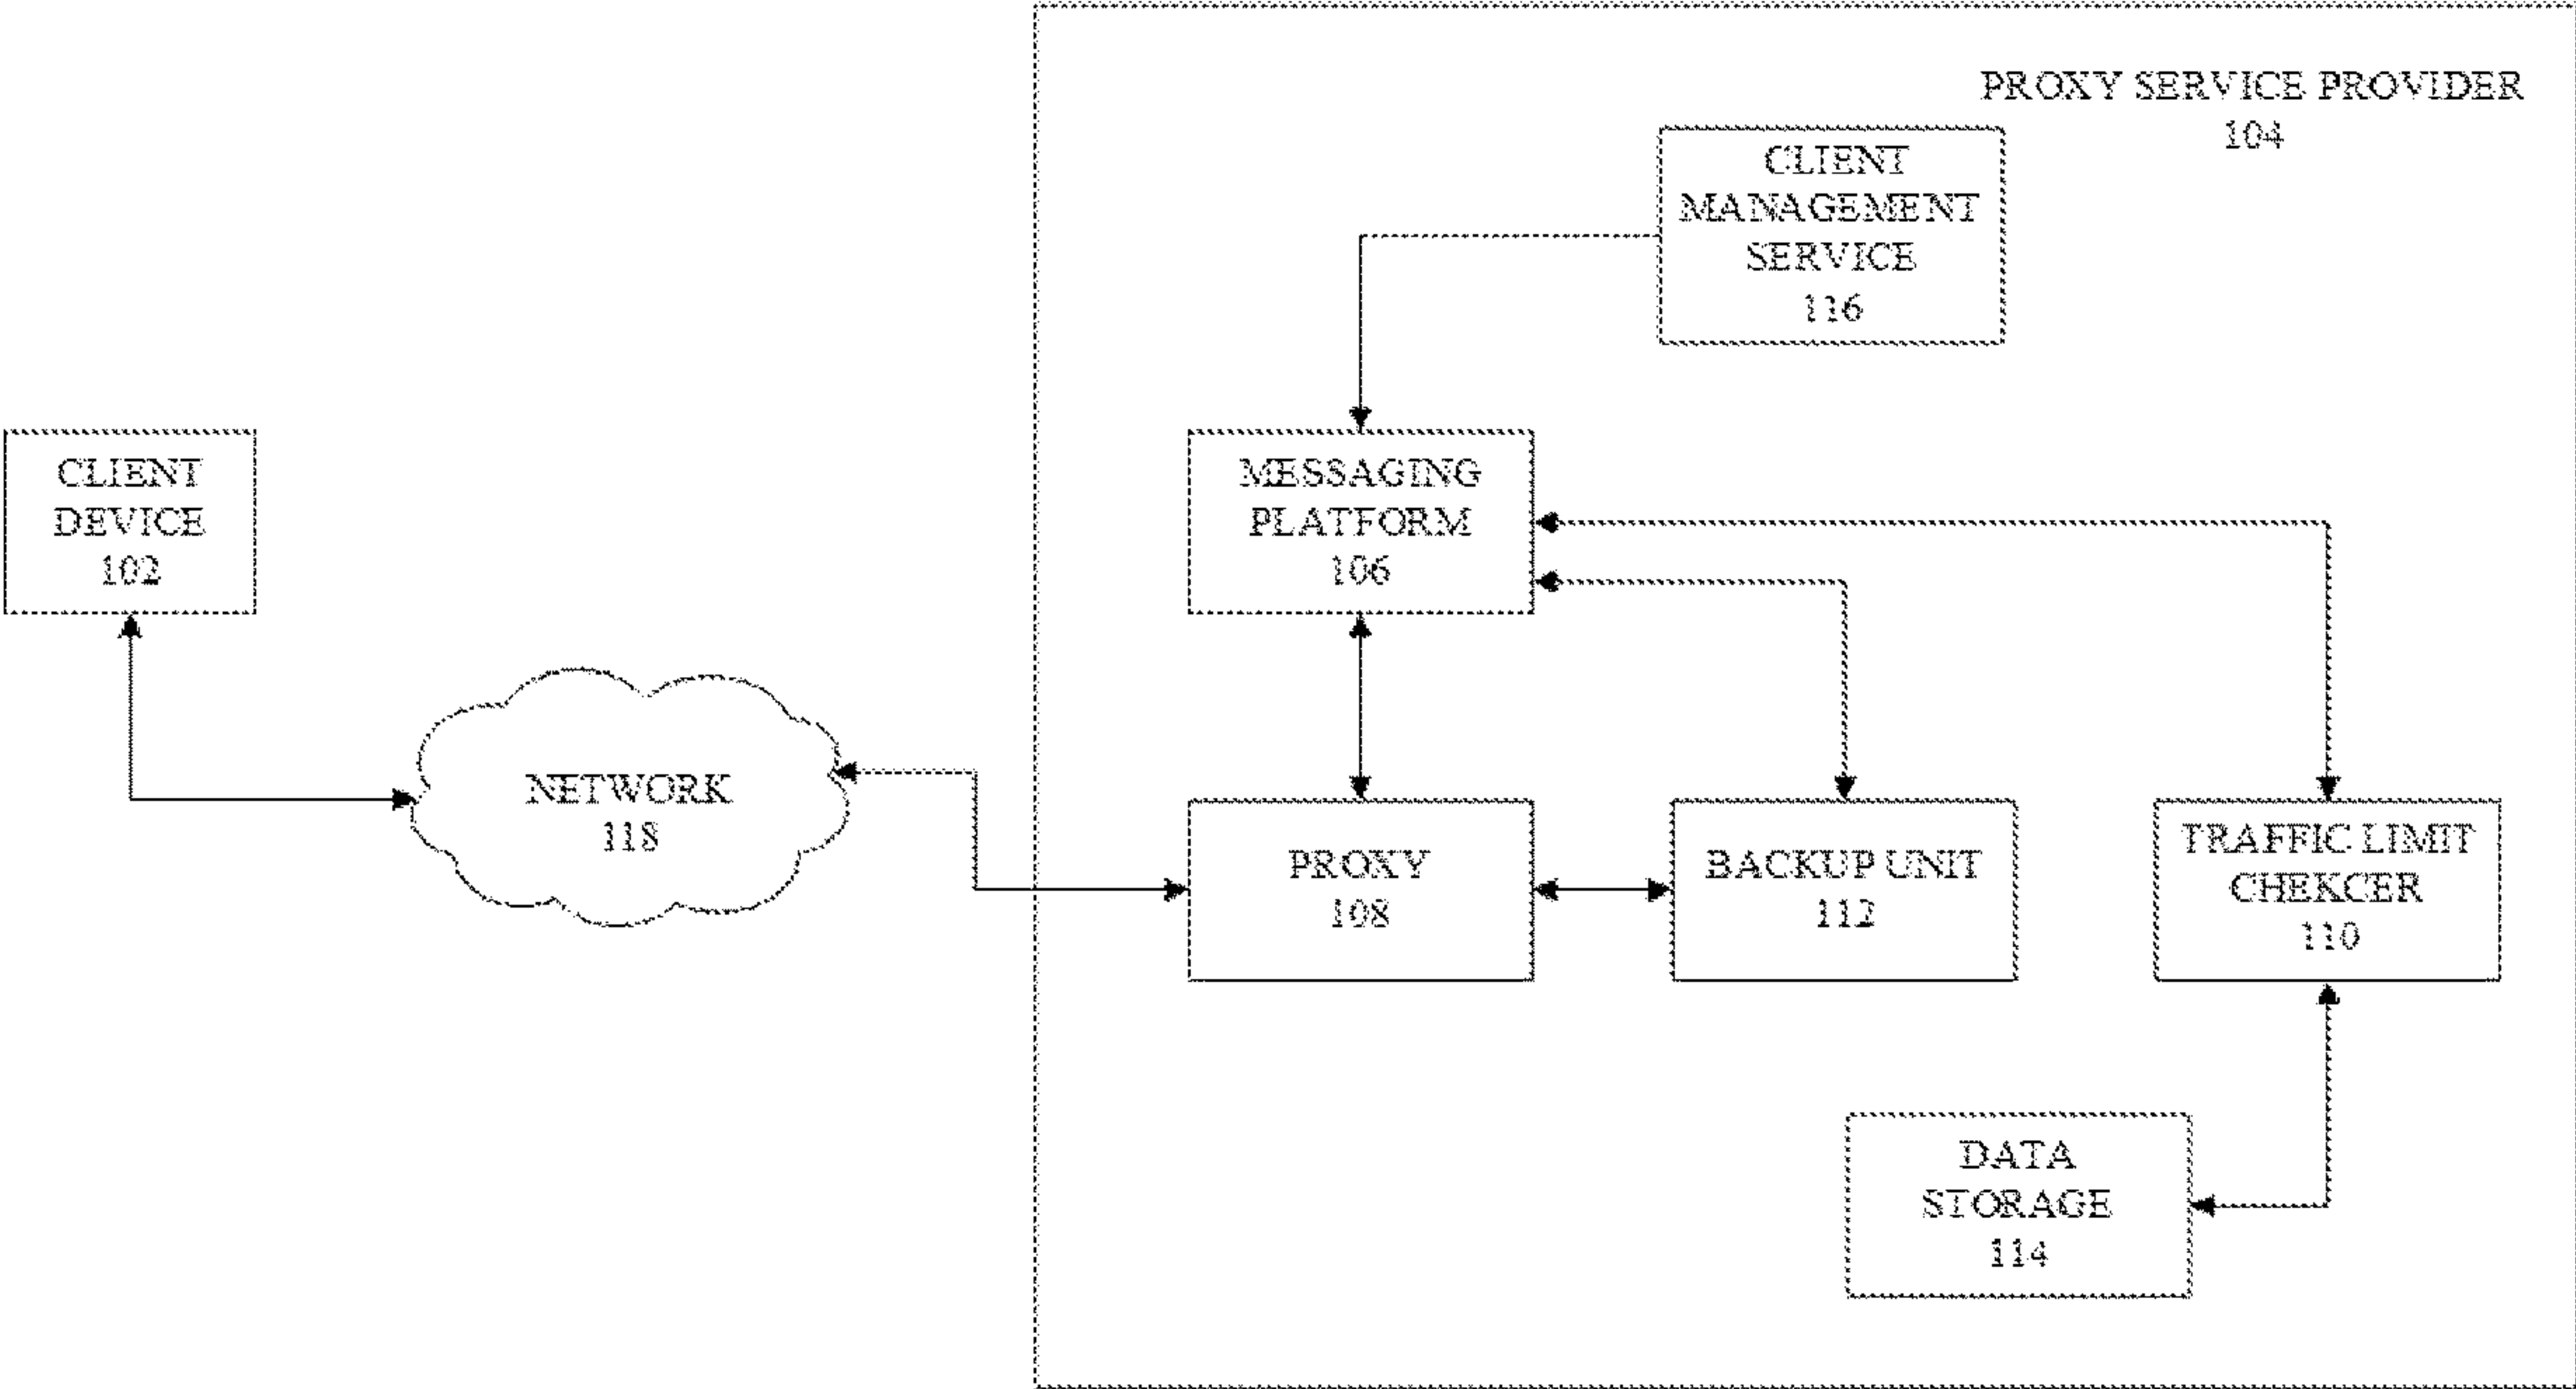 PROXY SERVICE PROVIDER
104
CLIENT
MANAGEMENT
SERVICE
116
CLIENT
DEVICE
102
MESSAGING
PLATFORM
106
NETWORK
118
PROXY
108
BACKUP UNIT
112
TRAFFIC LIMIT
CHEKCER
110
DATA
STORAGE
114